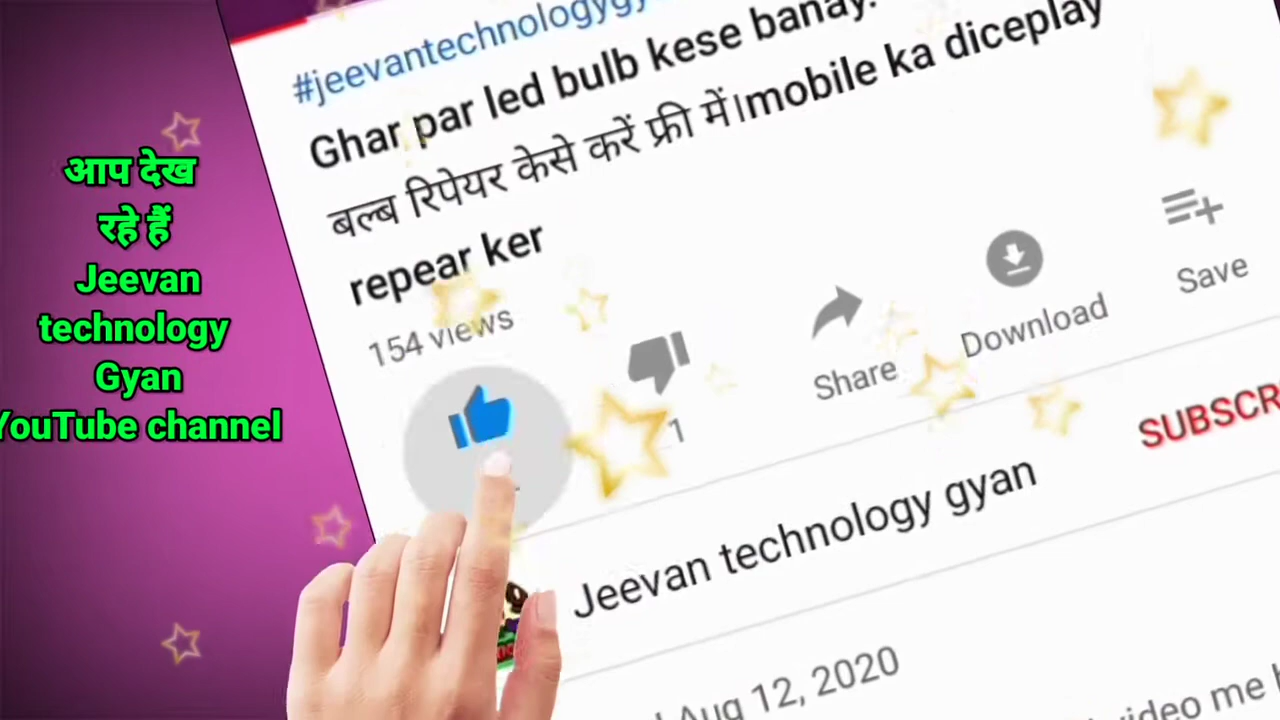 आप देख
रहे हैं
Jeevan
technology
Gyan
YouTube channel
#jeevantechnologygy
Ghar par led bulb kese banay.
बल्ब रिपेयर केसे करें फ्री में।mobile ka diceplay
repear ker
154 views
1
Share
Download
Save
Jeevan technology gyan
SUBSCR
Aug 12, 2020
video me